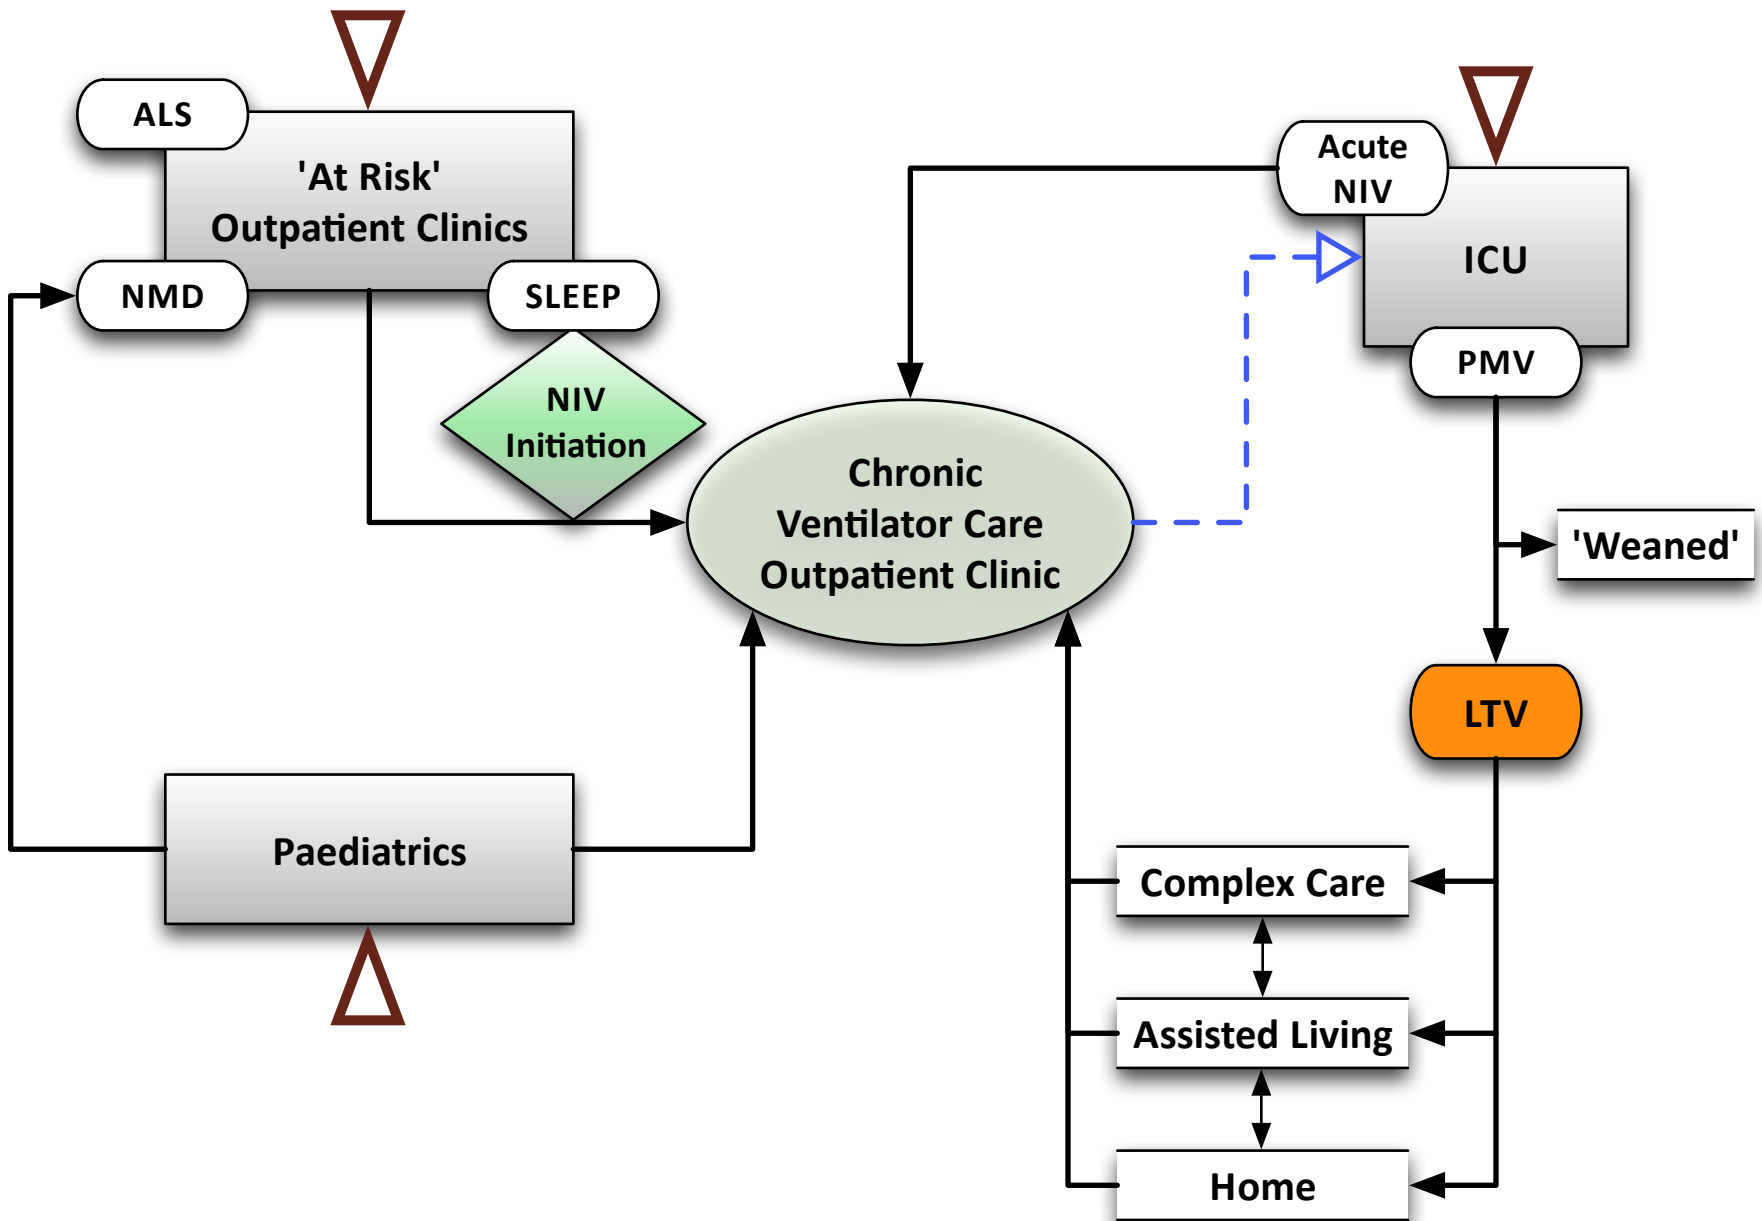 ALS
'At Risk'
Outpatient Clinics
NMD
SLEEP
NIV
Initiation
Acute
NIV
ICU
PMV
Chronic
Ventilator Care
Outpatient Clinic
'Weaned'
LTV
Paediatrics
Complex Care
Assisted Living
Home